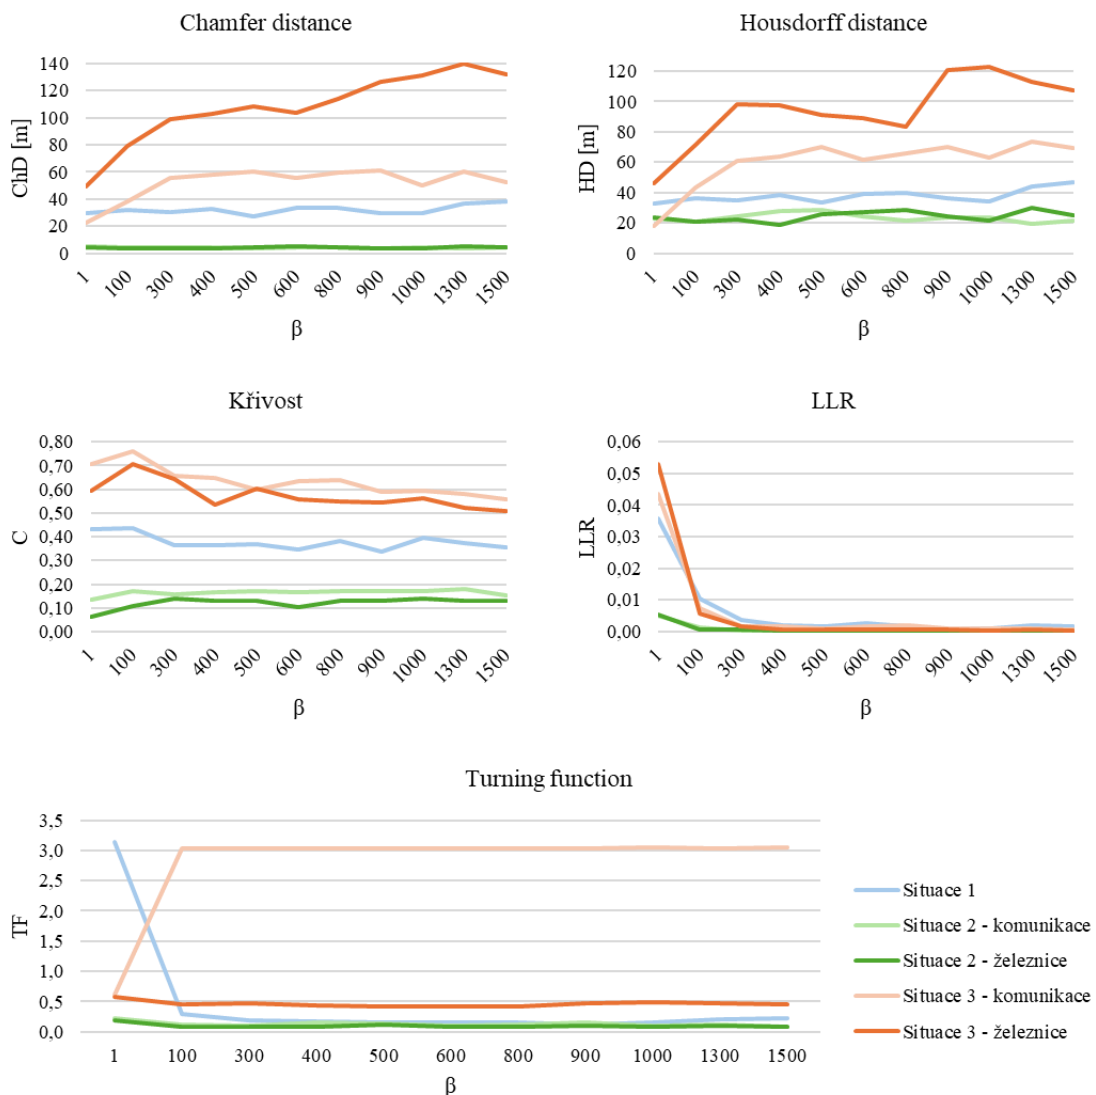 Chamfer distance
140
120
100
80
60
40
20
0
ChD [m]
1 100 300 400 500 600 800 900 1000 1300 1500
β
Housdorff distance
120
100
80
60
40
20
0
HD [m]
1 100 300 400 500 600 800 900 1000 1300 1500
β
Křivost
0,80
0,70
0,60
0,50
0,40
0,30
0,20
0,10
0,00
C
1 100 300 400 500 600 800 900 1000 1300 1500
β
LLR
0,06
0,05
0,04
0,03
0,02
0,01
0,00
LLR
1 100 300 400 500 600 800 900 1000 1300 1500
β
Turning function
3,5
3,0
2,5
2,0
1,5
1,0
0,5
0,0
TF
1 100 300 400 500 600 800 900 1000 1300 1500
β
Situace 1
Situace 2 - komunikace
Situace 2 - železnice
Situace 3 - komunikace
Situace 3 - železnice